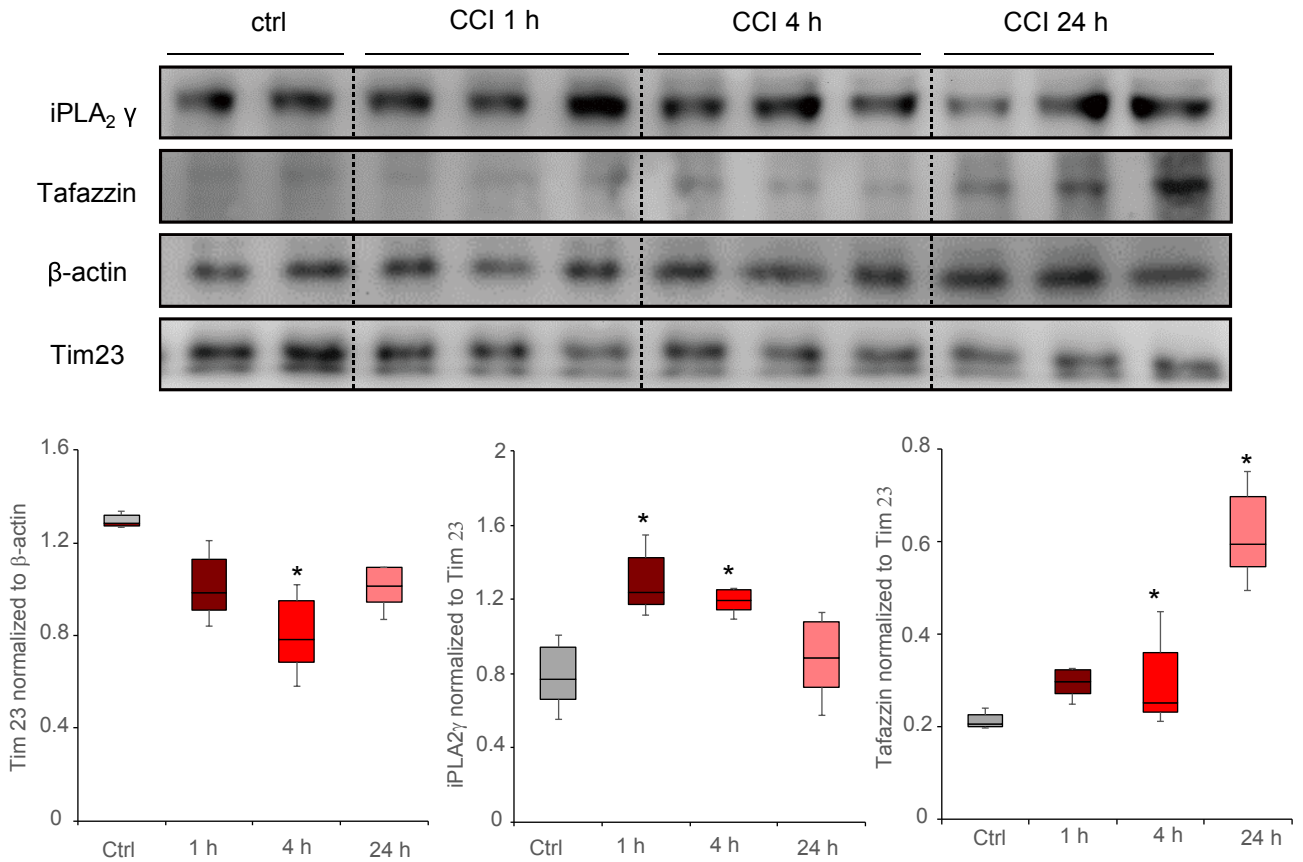 ctrl CCI 1 h CCI 4 h CCI 24 h
iPLA₂ γ
Tafazzin
β-actin
Tim23
Tim 23 normalized to β-actin
1.6
1.2
0.8
0.4
0
*
Ctrl 1 h 4 h 24 h
iPLA2γ normalized to Tim 23
2
1.6
1.2
0.8
0.4
0
* *
Ctrl 1 h 4 h 24 h
Tafazzin normalized to Tim 23
0.8
0.6
0.4
0.2
0
* *
Ctrl 1 h 4 h 24 h